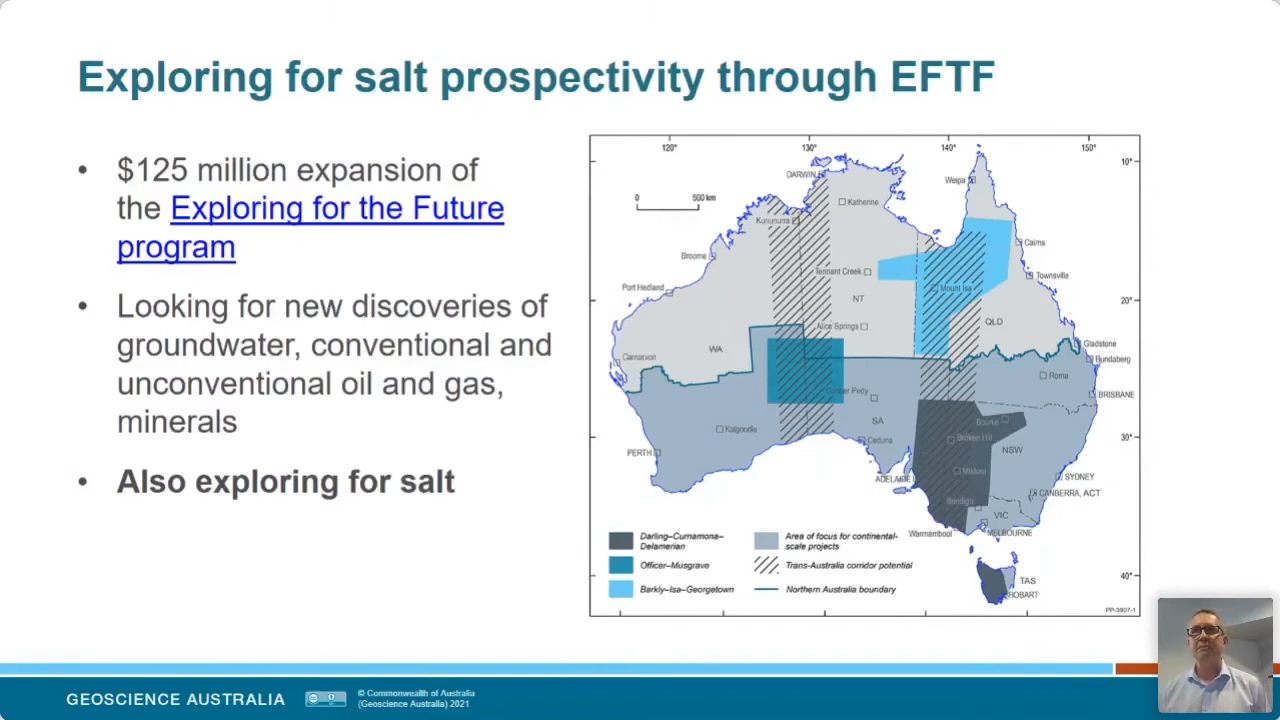 Exploring for salt prospectivity through EFTF
• $125 million expansion of
the Exploring for the Future
program
• Looking for new discoveries of
groundwater, conventional and
unconventional oil and gas,
minerals
• Also exploring for salt
120° 130° 140° 150°
10°
20°
30°
40°
0 500 km
DARWIN
Weipa
Katherine
Kununurra
Cairns
Broome
Tennant Creek
Townsville
Port Hedland
Mount Isa
NT
QLD
Alice Springs
WA
Gladstone
Carnarvon
Bundaberg
Roma
BRISBANE
SA
Kalgoorlie
Bourke
Ceduna
Broken Hill
NSW
PERTH
Mildura
SYDNEY
ADELAIDE
CANBERRA, ACT
Bendigo
VIC
Warrnambool
MELBOURNE
TAS
HOBART
Darling–Curnamona–
Delamerian
Officer–Musgrave
Barkly–Isa–Georgetown
Area of focus for continental-
scale projects
Trans-Australia corridor potential
Northern Australia boundary
PP-3907-1
GEOSCIENCE AUSTRALIA
© Commonwealth of Australia
(Geoscience Australia) 2021